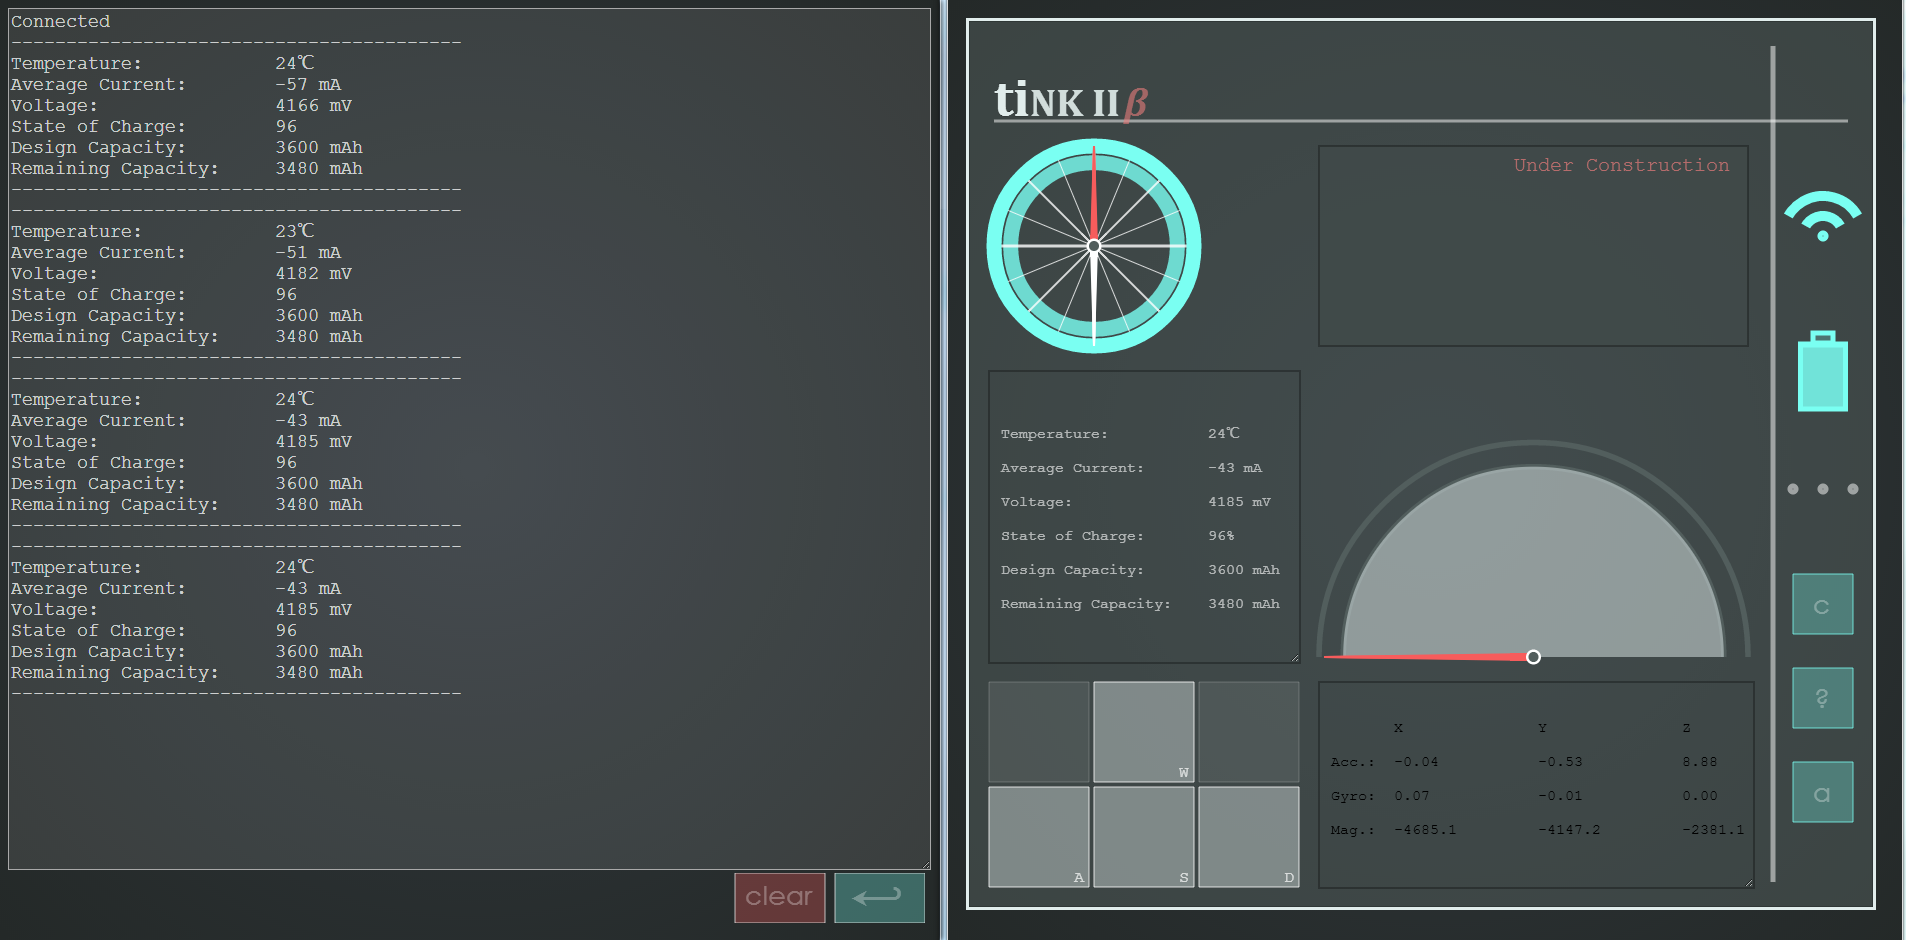 Connected
-----------------------------------------
Temperature: 24℃
Average Current: -57 mA
Voltage: 4166 mV
State of Charge: 96
Design Capacity: 3600 mAh
Remaining Capacity: 3480 mAh
-----------------------------------------
-----------------------------------------
Temperature: 23℃
Average Current: -51 mA
Voltage: 4182 mV
State of Charge: 96
Design Capacity: 3600 mAh
Remaining Capacity: 3480 mAh
-----------------------------------------
-----------------------------------------
Temperature: 24℃
Average Current: -43 mA
Voltage: 4185 mV
State of Charge: 96
Design Capacity: 3600 mAh
Remaining Capacity: 3480 mAh
-----------------------------------------
-----------------------------------------
Temperature: 24℃
Average Current: -43 mA
Voltage: 4185 mV
State of Charge: 96
Design Capacity: 3600 mAh
Remaining Capacity: 3480 mAh
-----------------------------------------
clear
tiNK II β
Under Construction
Temperature: 24℃
Average Current: -43 mA
Voltage: 4185 mV
State of Charge: 96%
Design Capacity: 3600 mAh
Remaining Capacity: 3480 mAh
W
A S D
X Y Z
Acc.: -0.04 -0.53 8.88
Gyro: 0.07 -0.01 0.00
Mag.: -4685.1 -4147.2 -2381.1
c
?
a